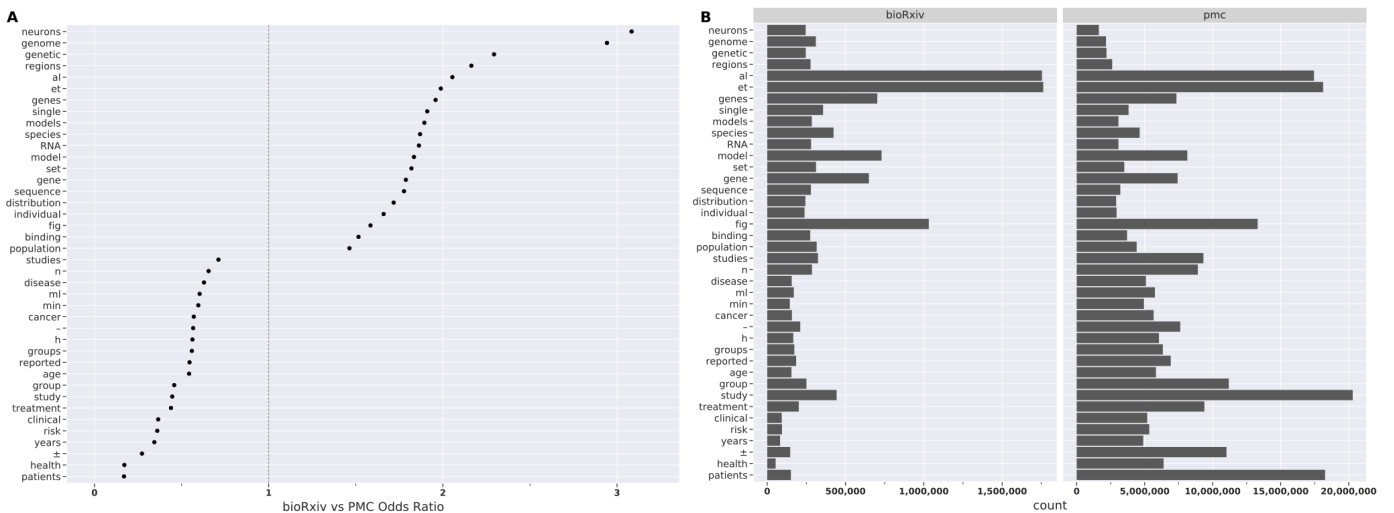 A
neurons
genome
genetic
regions
al
et
genes
single
models
species
RNA
model
set
gene
sequence
distribution
individual
fig
binding
population
studies
n
disease
ml
min
cancer
–
h
groups
reported
age
group
study
treatment
clinical
risk
years
±
health
patients
0 1 2 3
bioRxiv vs PMC Odds Ratio
B
bioRxiv pmc
neurons
genome
genetic
regions
al
et
genes
single
models
species
RNA
model
set
gene
sequence
distribution
individual
fig
binding
population
studies
n
disease
ml
min
cancer
–
h
groups
reported
age
group
study
treatment
clinical
risk
years
±
health
patients
0 500,000 1,000,000 1,500,000 0 5,000,000 10,000,000 15,000,000 20,000,000
count